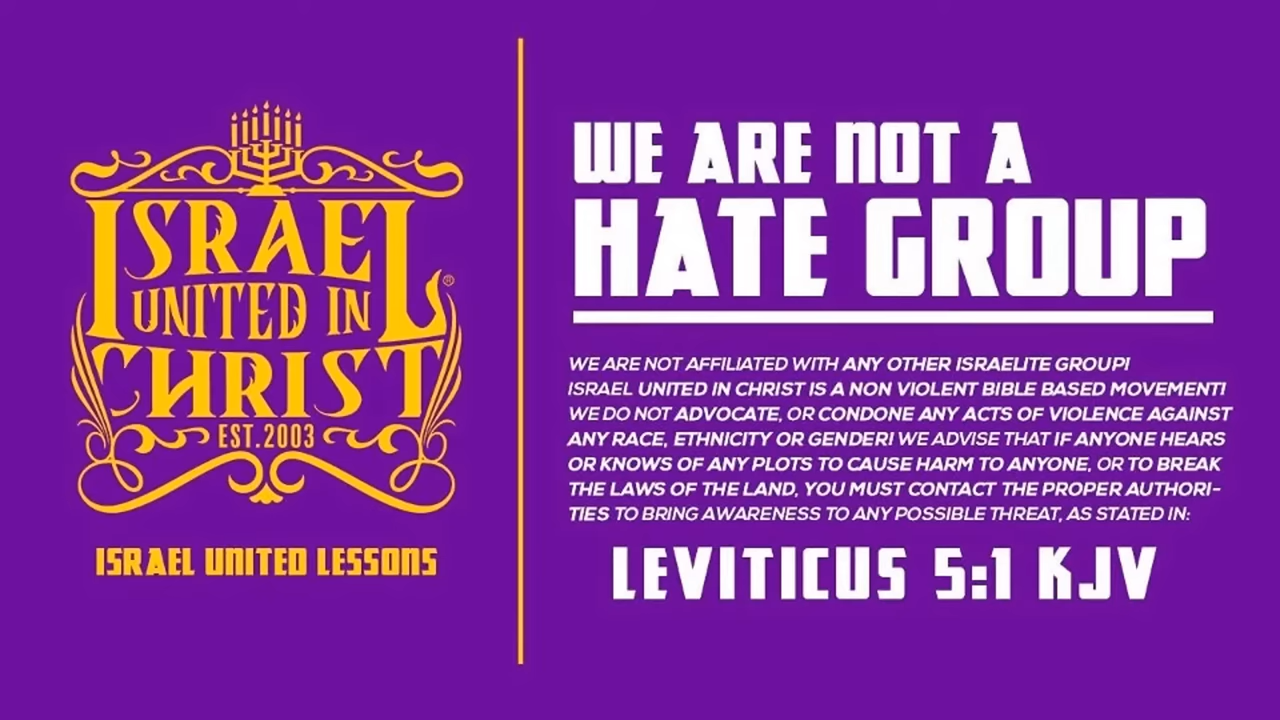 ISRAEL
UNITED IN
CHRIST
EST.2003
®
ISRAEL UNITED LESSONS
WE ARE NOT A
HATE GROUP
WE ARE NOT AFFILIATED WITH ANY OTHER ISRAELITE GROUP!
ISRAEL UNITED IN CHRIST IS A NON VIOLENT BIBLE BASED MOVEMENT!
WE DO NOT ADVOCATE, OR CONDONE ANY ACTS OF VIOLENCE AGAINST
ANY RACE, ETHNICITY OR GENDER! WE ADVISE THAT IF ANYONE HEARS
OR KNOWS OF ANY PLOTS TO CAUSE HARM TO ANYONE, OR TO BREAK
THE LAWS OF THE LAND, YOU MUST CONTACT THE PROPER AUTHORI-
TIES TO BRING AWARENESS TO ANY POSSIBLE THREAT, AS STATED IN:
LEVITICUS 5:1 KJV